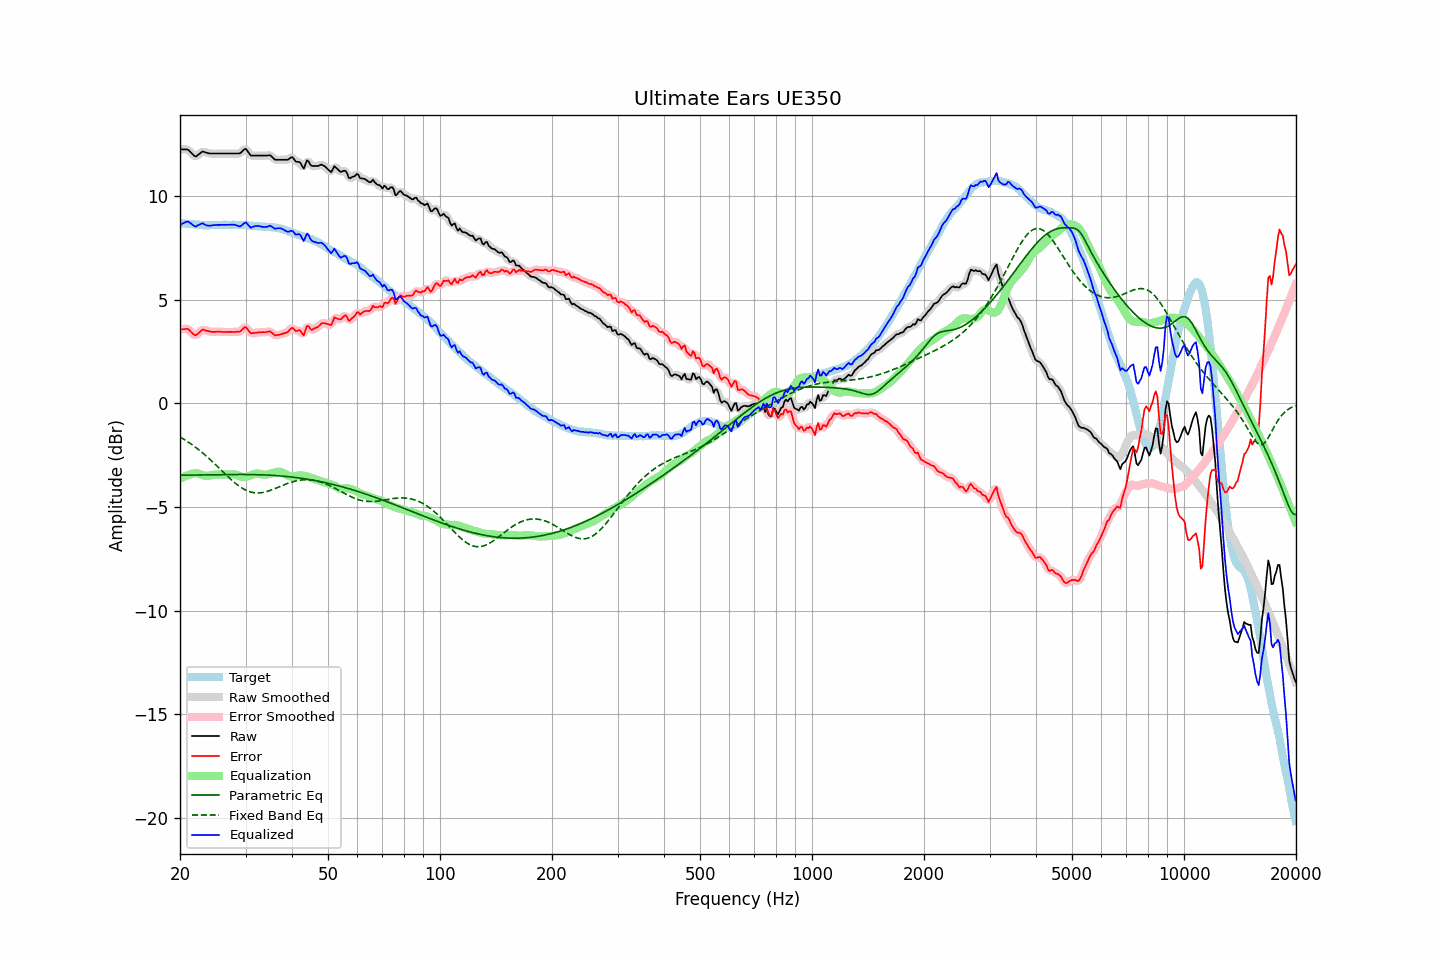 Ultimate Ears UE350
Amplitude (dBr)
10
5
0
−5
−10
−15
−20
Target
Raw Smoothed
Error Smoothed
Raw
Error
Equalization
Parametric Eq
Fixed Band Eq
Equalized
20 50 100 200 500 1000 2000 5000 10000 20000
Frequency (Hz)